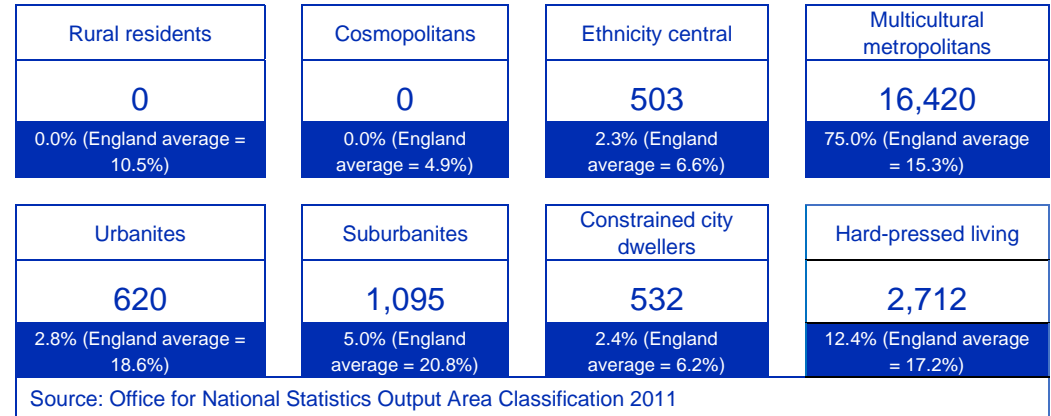 Rural residents
0
0.0% (England average =
10.5%)
Cosmopolitans
0
0.0% (England
average = 4.9%)
Ethnicity central
503
2.3% (England
average = 6.6%)
Multicultural
metropolitans
16,420
75.0% (England average
= 15.3%)
Urbanites
620
2.8% (England average =
18.6%)
Suburbanites
1,095
5.0% (England
average = 20.8%)
Constrained city
dwellers
532
2.4% (England
average = 6.2%)
Hard-pressed living
2,712
12.4% (England average
= 17.2%)
Source: Office for National Statistics Output Area Classification 2011